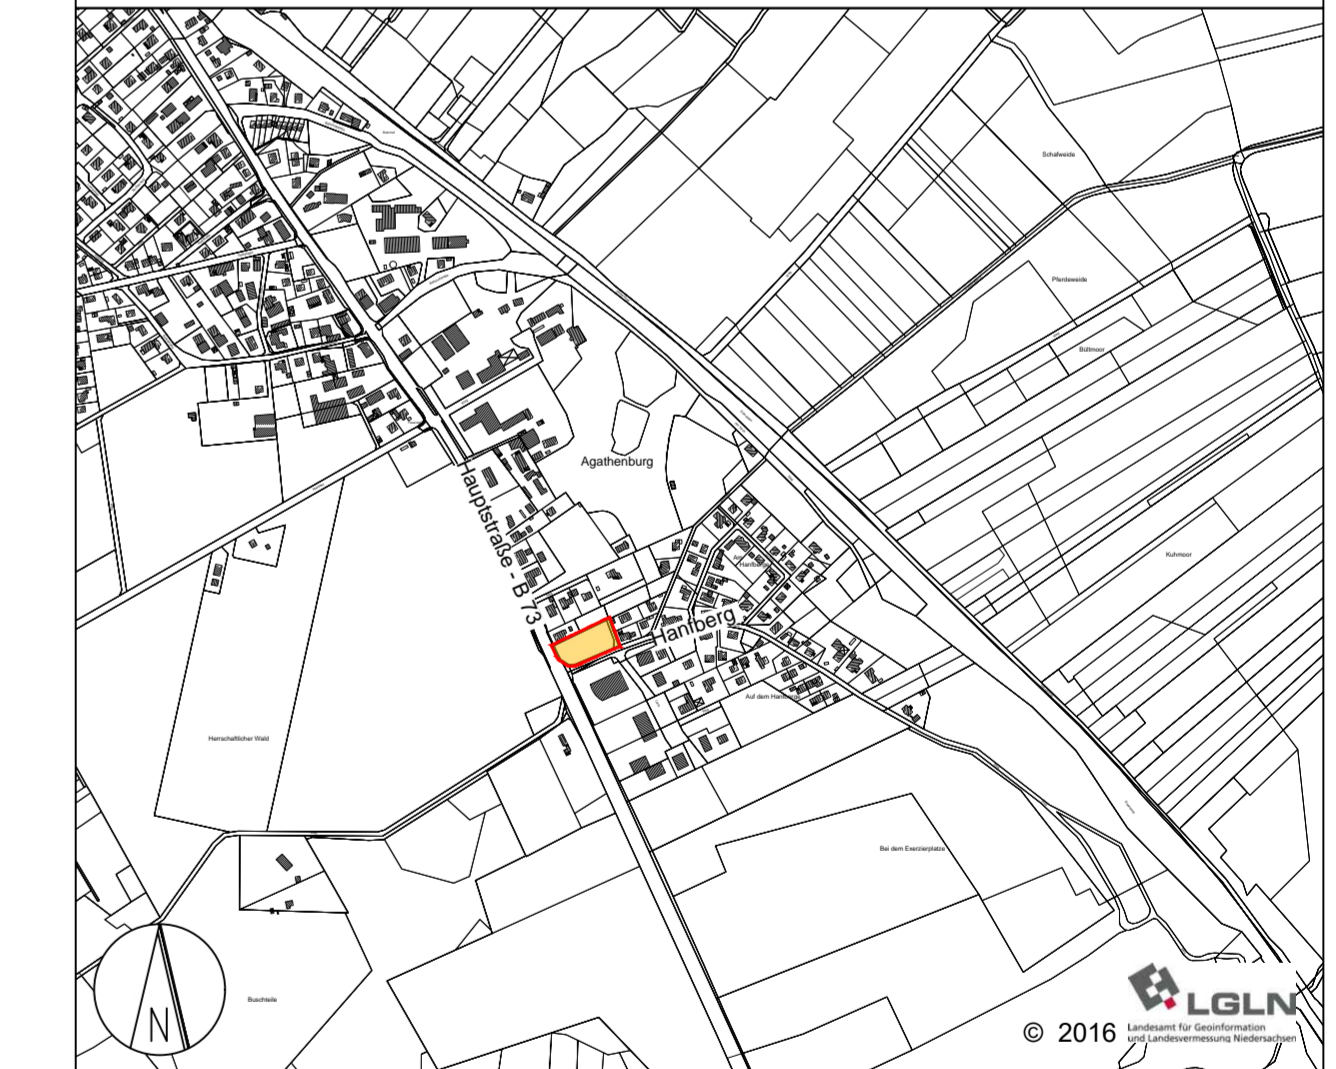 Schafweide
Pferdeweide
Bültmoor
Agathenburg
Hauptstraße - B 73
Kuhmoor
Am
Hanfberge
Hanfberg
Auf dem Hanfberge
Herrschaftlicher Wald
Bei dem Exerzierplatze
Buschteile
N
LGLN
© 2016
Landesamt für Geoinformation
und Landesvermessung Niedersachsen